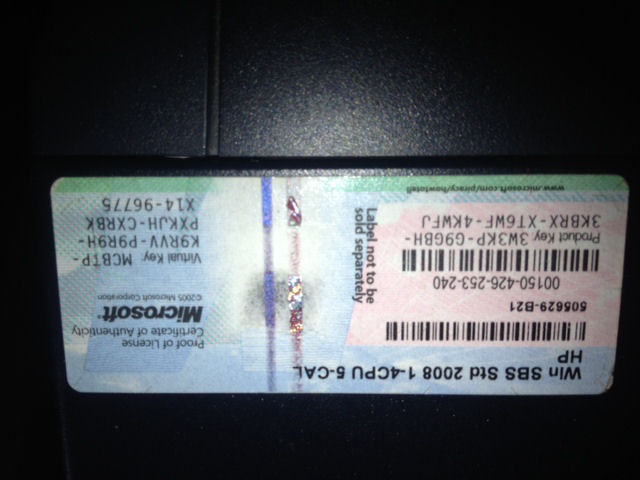 Win SBS Std 2008 1-4CPU 5-CAL
HP
505629-B21
00150-426-253-240
Product Key 3W3KP-G9GBH-
3KBRX-XT6WF-4KWFJ
www.microsoft.com/piracy/howtotell
Label not to be
sold separately
Proof of License
Certificate of Authenticity
Microsoft®
©2005 Microsoft Corporation
Virtual Key MCBTP-
K9RVV-P9R9H-
PXKJH-CXRBK
X14-96775